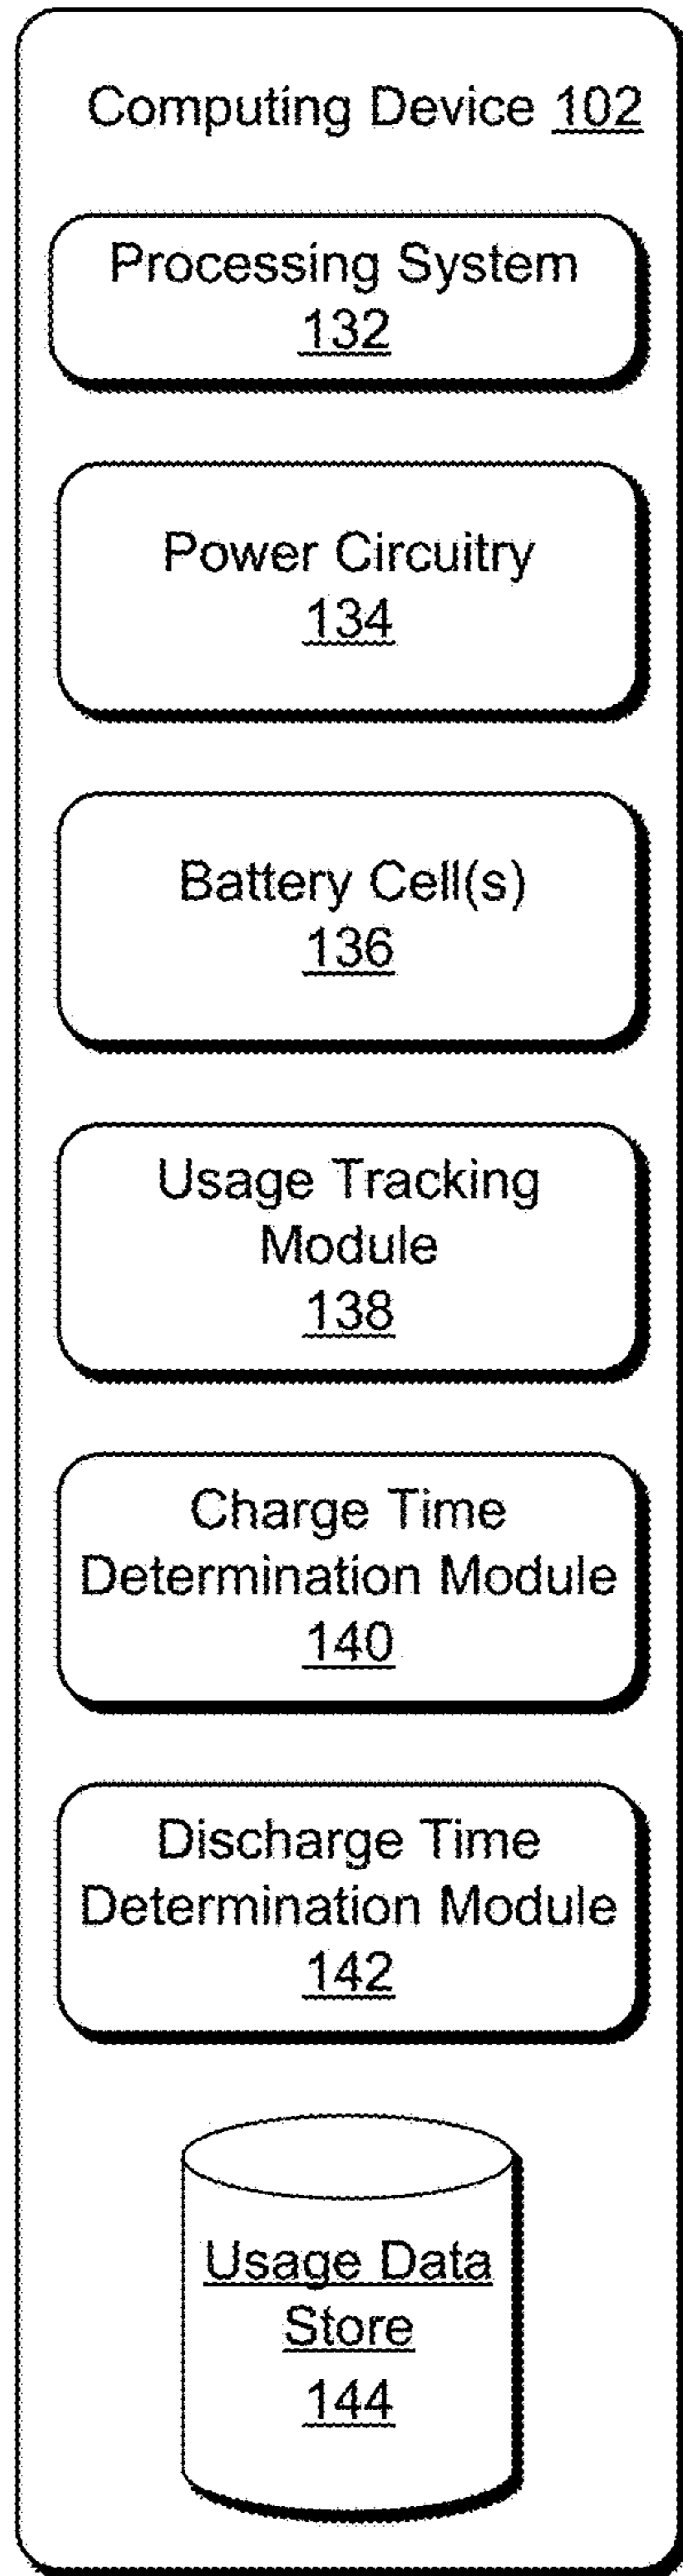 Computing Device 102
Processing System
132
Power Circuitry
134
Battery Cell(s)
136
Usage Tracking
Module
138
Charge Time
Determination Module
140
Discharge Time
Determination Module
142
Usage Data
Store
144